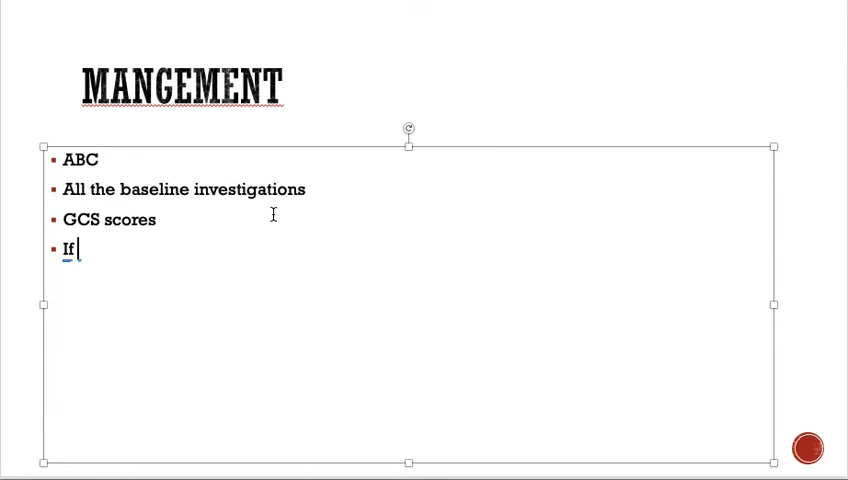 MANGEMENT
ABC
All the baseline investigations
GCS scores
If